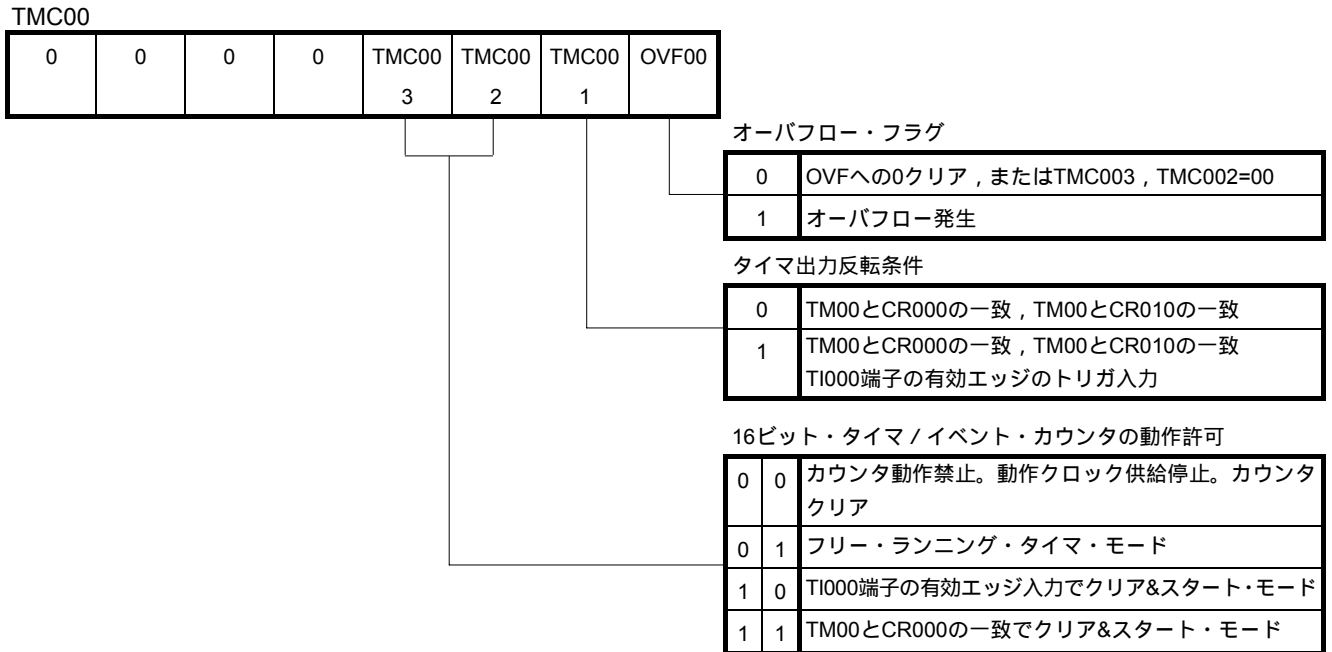 TMC00
0 0 0 0 TMC00 TMC00 TMC00 OVF00
3 2 1
オーバフロー・フラグ
0 OVFへの0クリア，またはTMC003，TMC002=00
1 オーバフロー発生
タイマ出力反転条件
0 TM00とCR000の一致，TM00とCR010の一致
1 TM00とCR000の一致，TM00とCR010の一致
TI000端子の有効エッジのトリガ入力
16ビット・タイマ／イベント・カウンタの動作許可
0 0 カウンタ動作禁止。動作クロック供給停止。カウンタ
クリア
0 1 フリー・ランニング・タイマ・モード
1 0 TI000端子の有効エッジ入力でクリア&スタート・モード
1 1 TM00とCR000の一致でクリア&スタート・モード